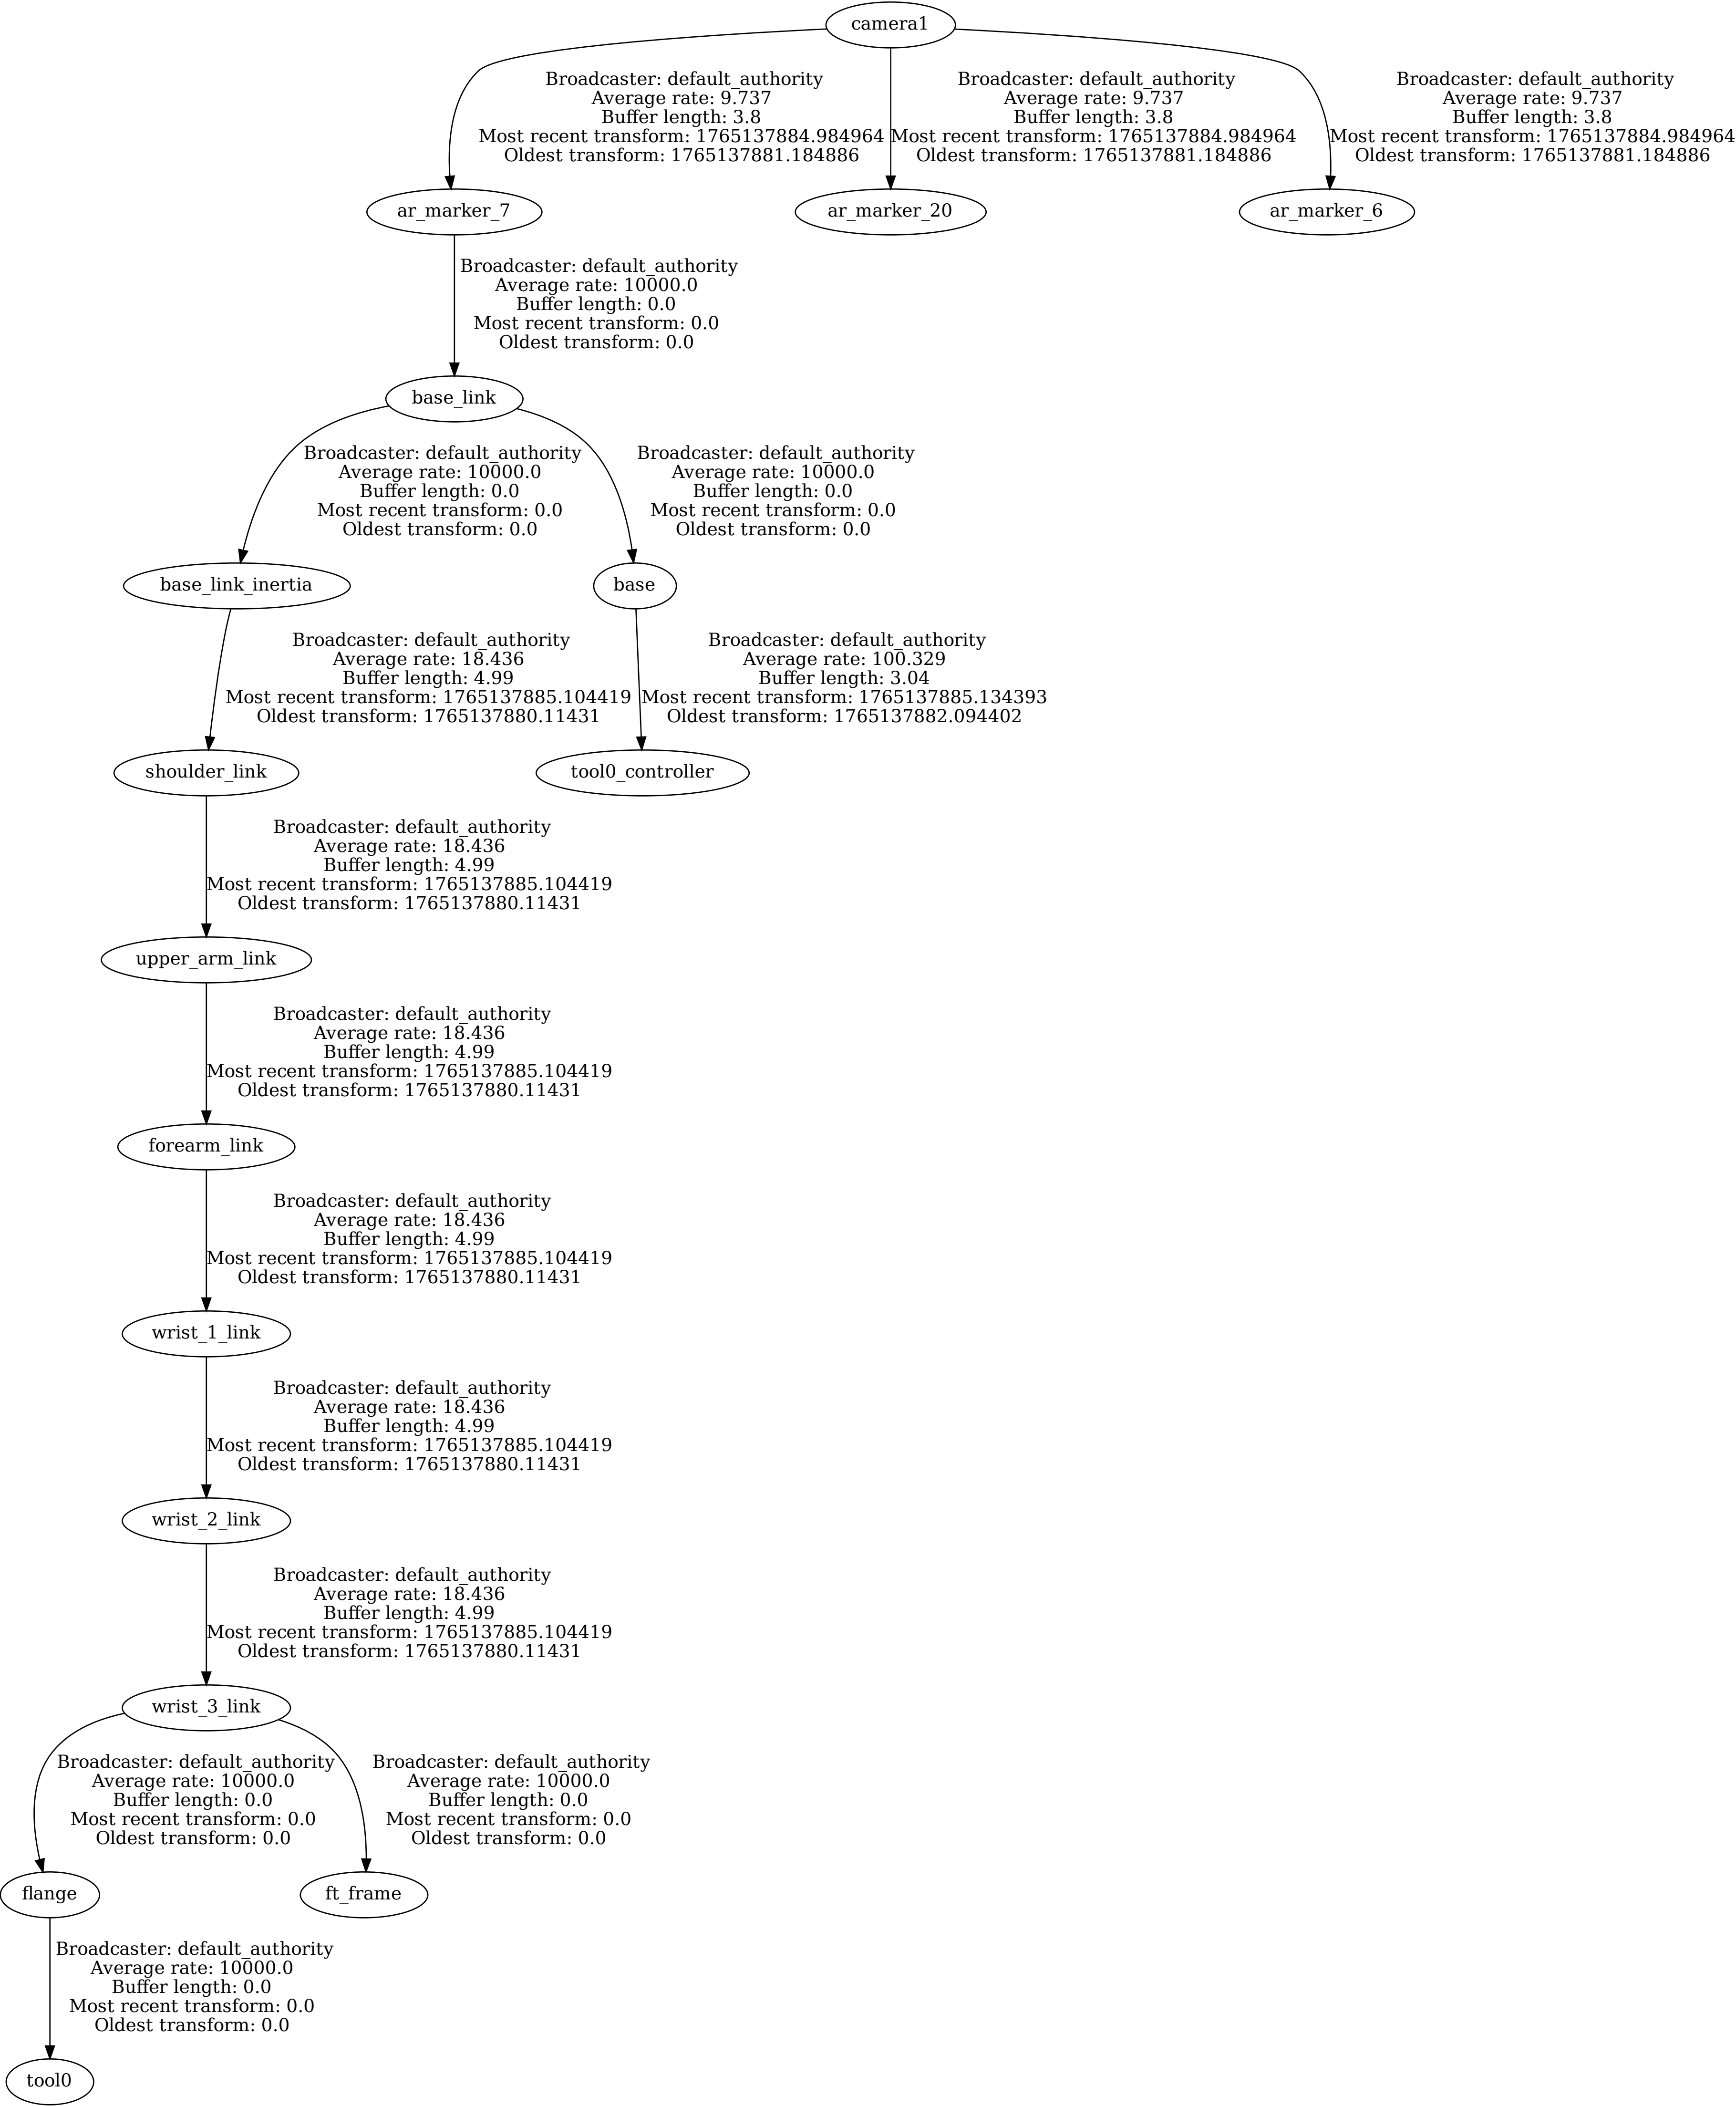 camera1
Broadcaster: default_authority
Average rate: 9.737
Buffer length: 3.8
Most recent transform: 1765137884.984964
Oldest transform: 1765137881.184886
Broadcaster: default_authority
Average rate: 9.737
Buffer length: 3.8
Most recent transform: 1765137884.984964
Oldest transform: 1765137881.184886
Broadcaster: default_authority
Average rate: 9.737
Buffer length: 3.8
Most recent transform: 1765137884.984964
Oldest transform: 1765137881.184886
ar_marker_7
ar_marker_20
ar_marker_6
Broadcaster: default_authority
Average rate: 10000.0
Buffer length: 0.0
Most recent transform: 0.0
Oldest transform: 0.0
base_link
Broadcaster: default_authority
Average rate: 10000.0
Buffer length: 0.0
Most recent transform: 0.0
Oldest transform: 0.0
Broadcaster: default_authority
Average rate: 10000.0
Buffer length: 0.0
Most recent transform: 0.0
Oldest transform: 0.0
base_link_inertia
base
Broadcaster: default_authority
Average rate: 18.436
Buffer length: 4.99
Most recent transform: 1765137885.104419
Oldest transform: 1765137880.11431
Broadcaster: default_authority
Average rate: 100.329
Buffer length: 3.04
Most recent transform: 1765137885.134393
Oldest transform: 1765137882.094402
shoulder_link
tool0_controller
Broadcaster: default_authority
Average rate: 18.436
Buffer length: 4.99
Most recent transform: 1765137885.104419
Oldest transform: 1765137880.11431
upper_arm_link
Broadcaster: default_authority
Average rate: 18.436
Buffer length: 4.99
Most recent transform: 1765137885.104419
Oldest transform: 1765137880.11431
forearm_link
Broadcaster: default_authority
Average rate: 18.436
Buffer length: 4.99
Most recent transform: 1765137885.104419
Oldest transform: 1765137880.11431
wrist_1_link
Broadcaster: default_authority
Average rate: 18.436
Buffer length: 4.99
Most recent transform: 1765137885.104419
Oldest transform: 1765137880.11431
wrist_2_link
Broadcaster: default_authority
Average rate: 18.436
Buffer length: 4.99
Most recent transform: 1765137885.104419
Oldest transform: 1765137880.11431
wrist_3_link
Broadcaster: default_authority
Average rate: 10000.0
Buffer length: 0.0
Most recent transform: 0.0
Oldest transform: 0.0
Broadcaster: default_authority
Average rate: 10000.0
Buffer length: 0.0
Most recent transform: 0.0
Oldest transform: 0.0
flange
ft_frame
Broadcaster: default_authority
Average rate: 10000.0
Buffer length: 0.0
Most recent transform: 0.0
Oldest transform: 0.0
tool0